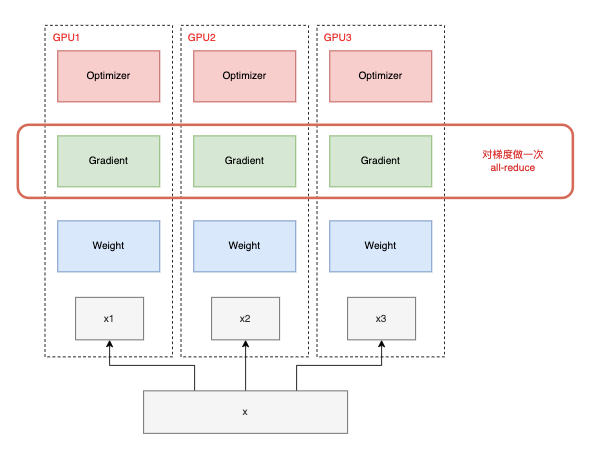 GPU1
GPU2
GPU3
Optimizer
Optimizer
Optimizer
Gradient
Gradient
Gradient
对梯度做一次
all-reduce
Weight
Weight
Weight
x1
x2
x3
x